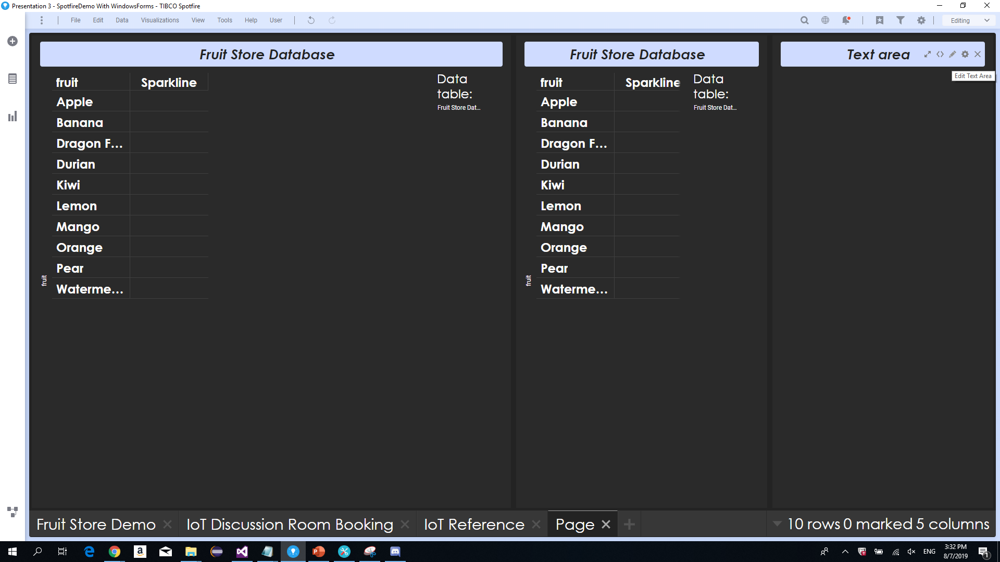 Presentation 3 - SpotfireDemo With WindowsForms - TIBCO Spotfire
File Edit Data Visualizations View Tools Help User Editing
Fruit Store Database
fruit Sparkline
Apple
Banana
Dragon F...
Durian
Kiwi
Lemon
Mango
Orange
Pear
Waterme...
fruit
Data
table:
Fruit Store Dat...
Fruit Store Database
fruit Sparkline
Apple
Banana
Dragon F...
Durian
Kiwi
Lemon
Mango
Orange
Pear
Waterme...
fruit
Data
table:
Fruit Store Dat...
Text area
Edit Text Area
Fruit Store Demo IoT Discussion Room Booking IoT Reference Page 10 rows 0 marked 5 columns
ENG
3:32 PM
8/7/2019
1